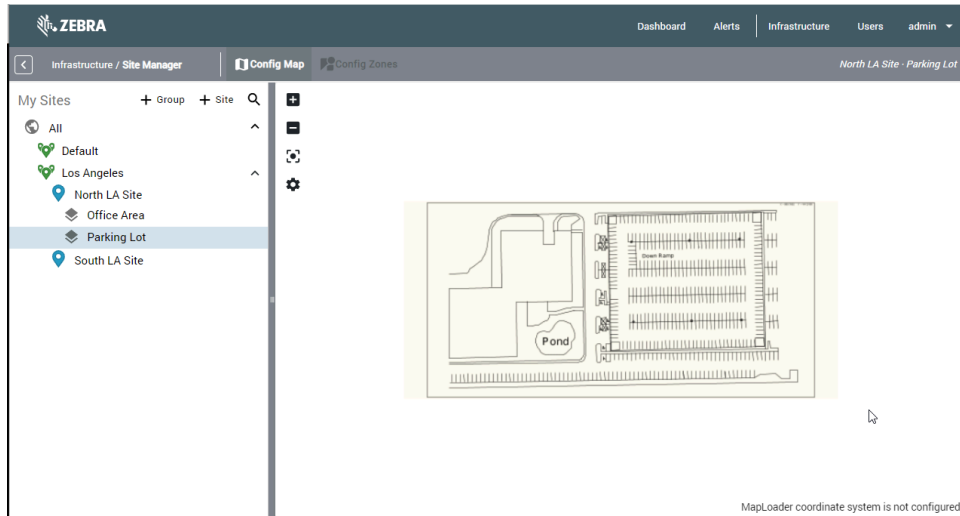 ZEBRA
Dashboard Alerts Infrastructure Users admin
Infrastructure / Site Manager Config Map Config Zones North LA Site - Parking Lot
My Sites + Group + Site
All
Default
Los Angeles
North LA Site
Office Area
Parking Lot
South LA Site
Down Ramp
Pond
MapLoader coordinate system is not configured